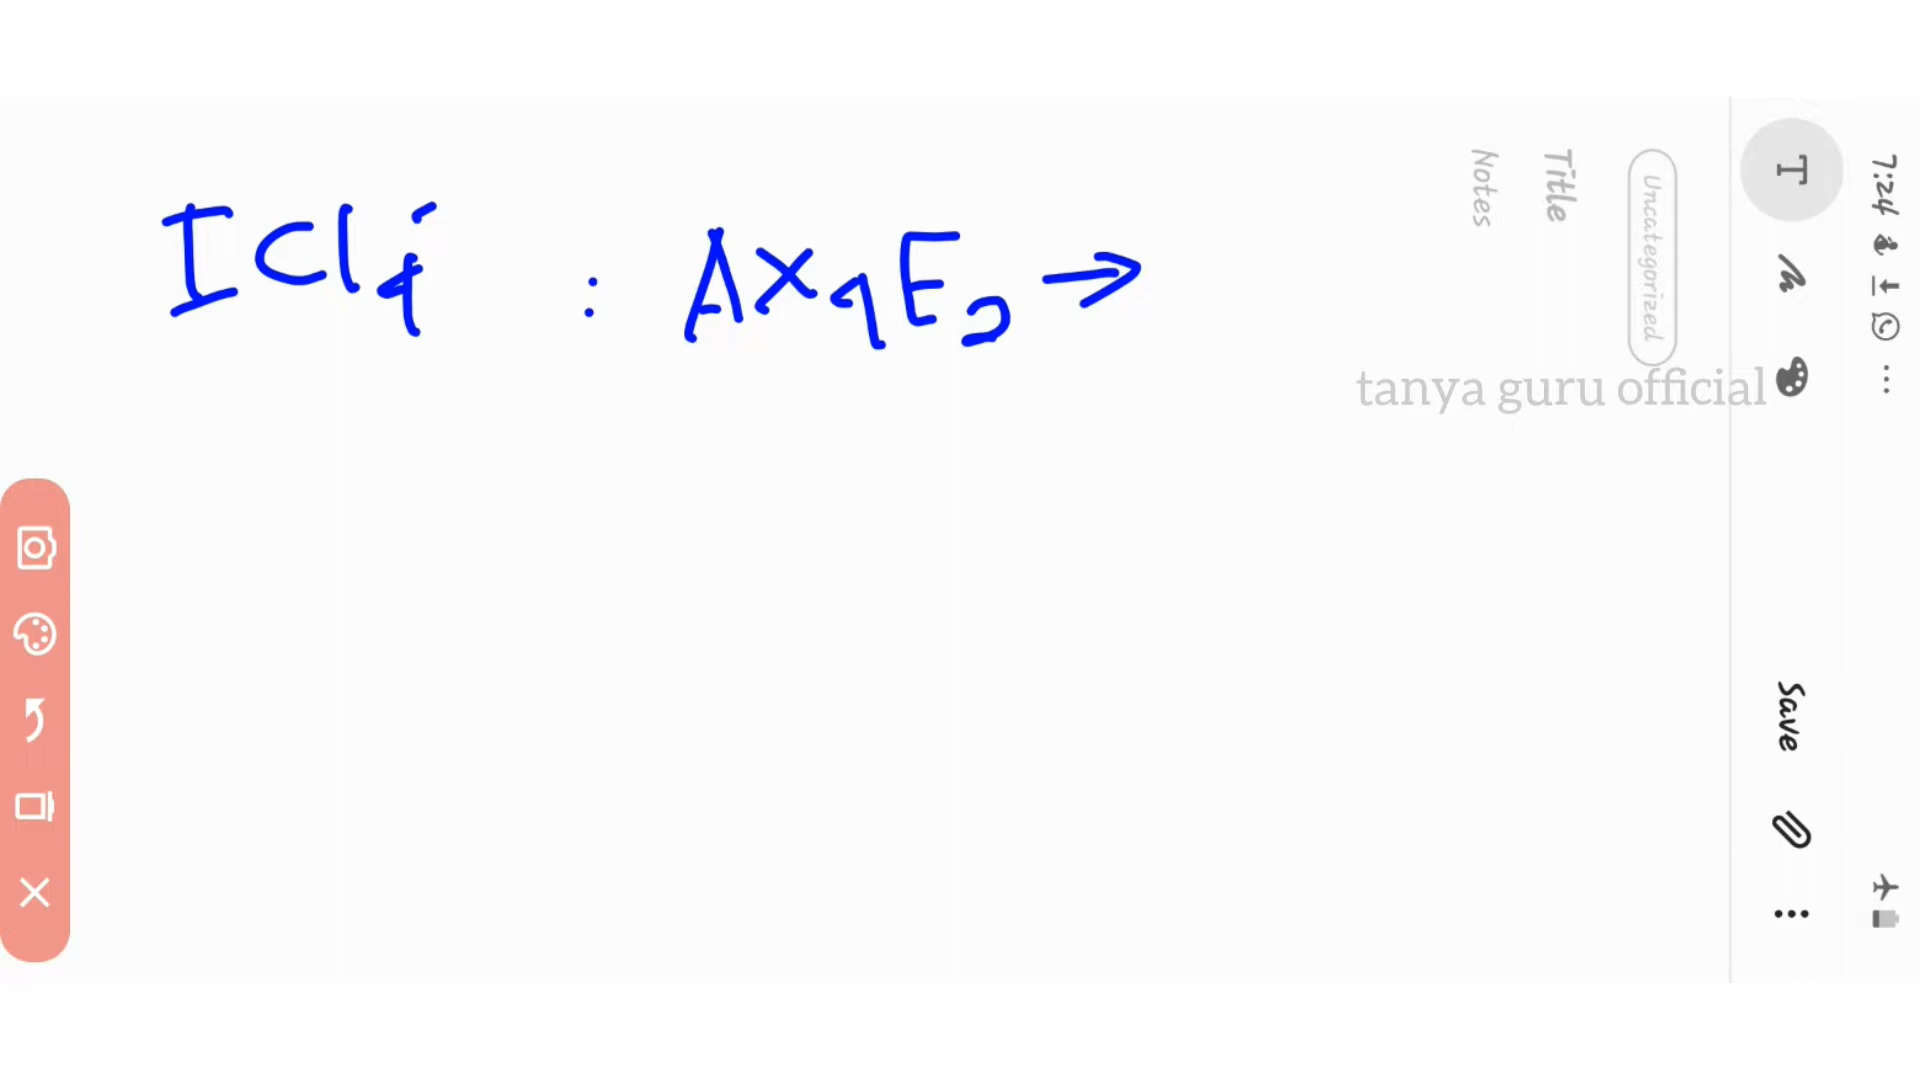 ICl₄⁻ : AX₄E₂ →
tanya guru official
7:24
Uncategorized
Title
Notes
T
Save